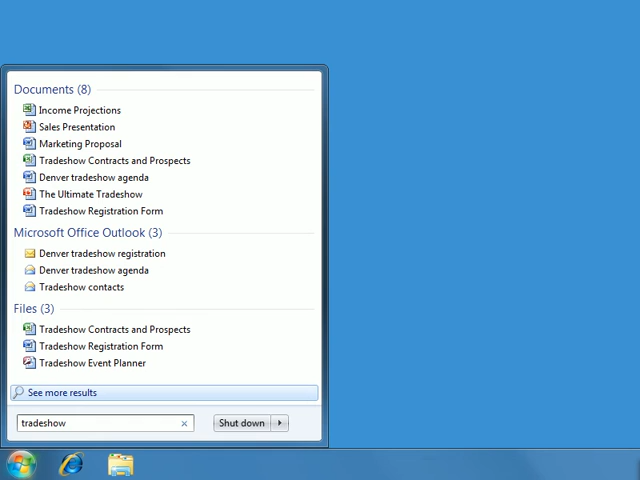 Documents (8)
Income Projections
Sales Presentation
Marketing Proposal
Tradeshow Contracts and Prospects
Denver tradeshow agenda
The Ultimate Tradeshow
Tradeshow Registration Form
Microsoft Office Outlook (3)
Denver tradeshow registration
Denver tradeshow agenda
Tradeshow contacts
Files (3)
Tradeshow Contracts and Prospects
Tradeshow Registration Form
Tradeshow Event Planner
See more results
tradeshow
Shut down